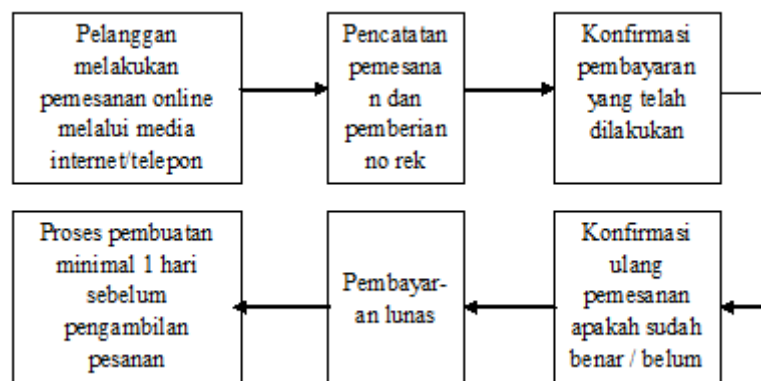 Pelanggan
melakukan
pemesanan online
melalui media
internet/telepon
Pencatatan
pemesana
n dan
pemberian
no rek
Konfirmasi
pembayaran
yang telah
dilakukan
Konfirmasi
ulang
pemesanan
apakah sudah
benar / belum
Pembayar-
an lunas
Proses pembuatan
minimal 1 hari
sebelum
pengambilan
pesanan